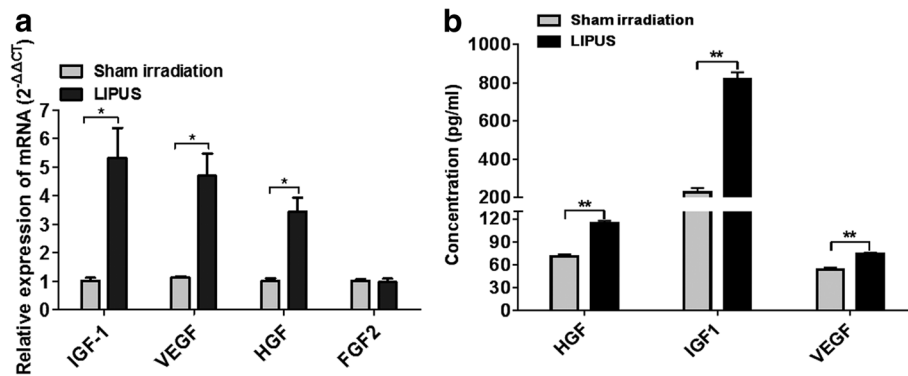 a
Relative expression of mRNA (2-ΔΔCT)
Sham irradiation
LIPUS
7
6
5
4
3
2
1
0
*
*
*
IGF-1
VEGF
HGF
FGF2
b
Sham irradiation
LIPUS
Concentration (pg/ml)
1000
800
600
400
200
120
90
60
30
0
**
**
**
HGF
IGF1
VEGF